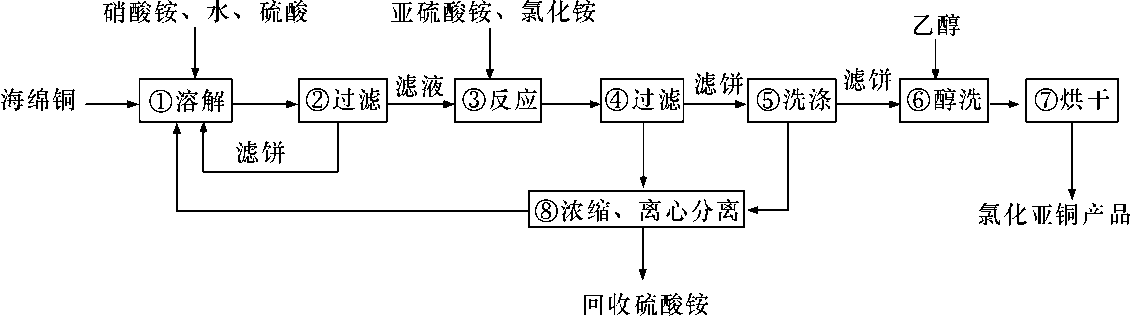 硝酸铵、水、硫酸
亚硫酸铵、氯化铵
乙醇
海绵铜
①溶解
②过滤
滤液
③反应
④过滤
滤饼
⑤洗涤
滤饼
⑥醇洗
⑦烘干
滤饼
⑧浓缩、离心分离
氯化亚铜产品
回收硫酸铵